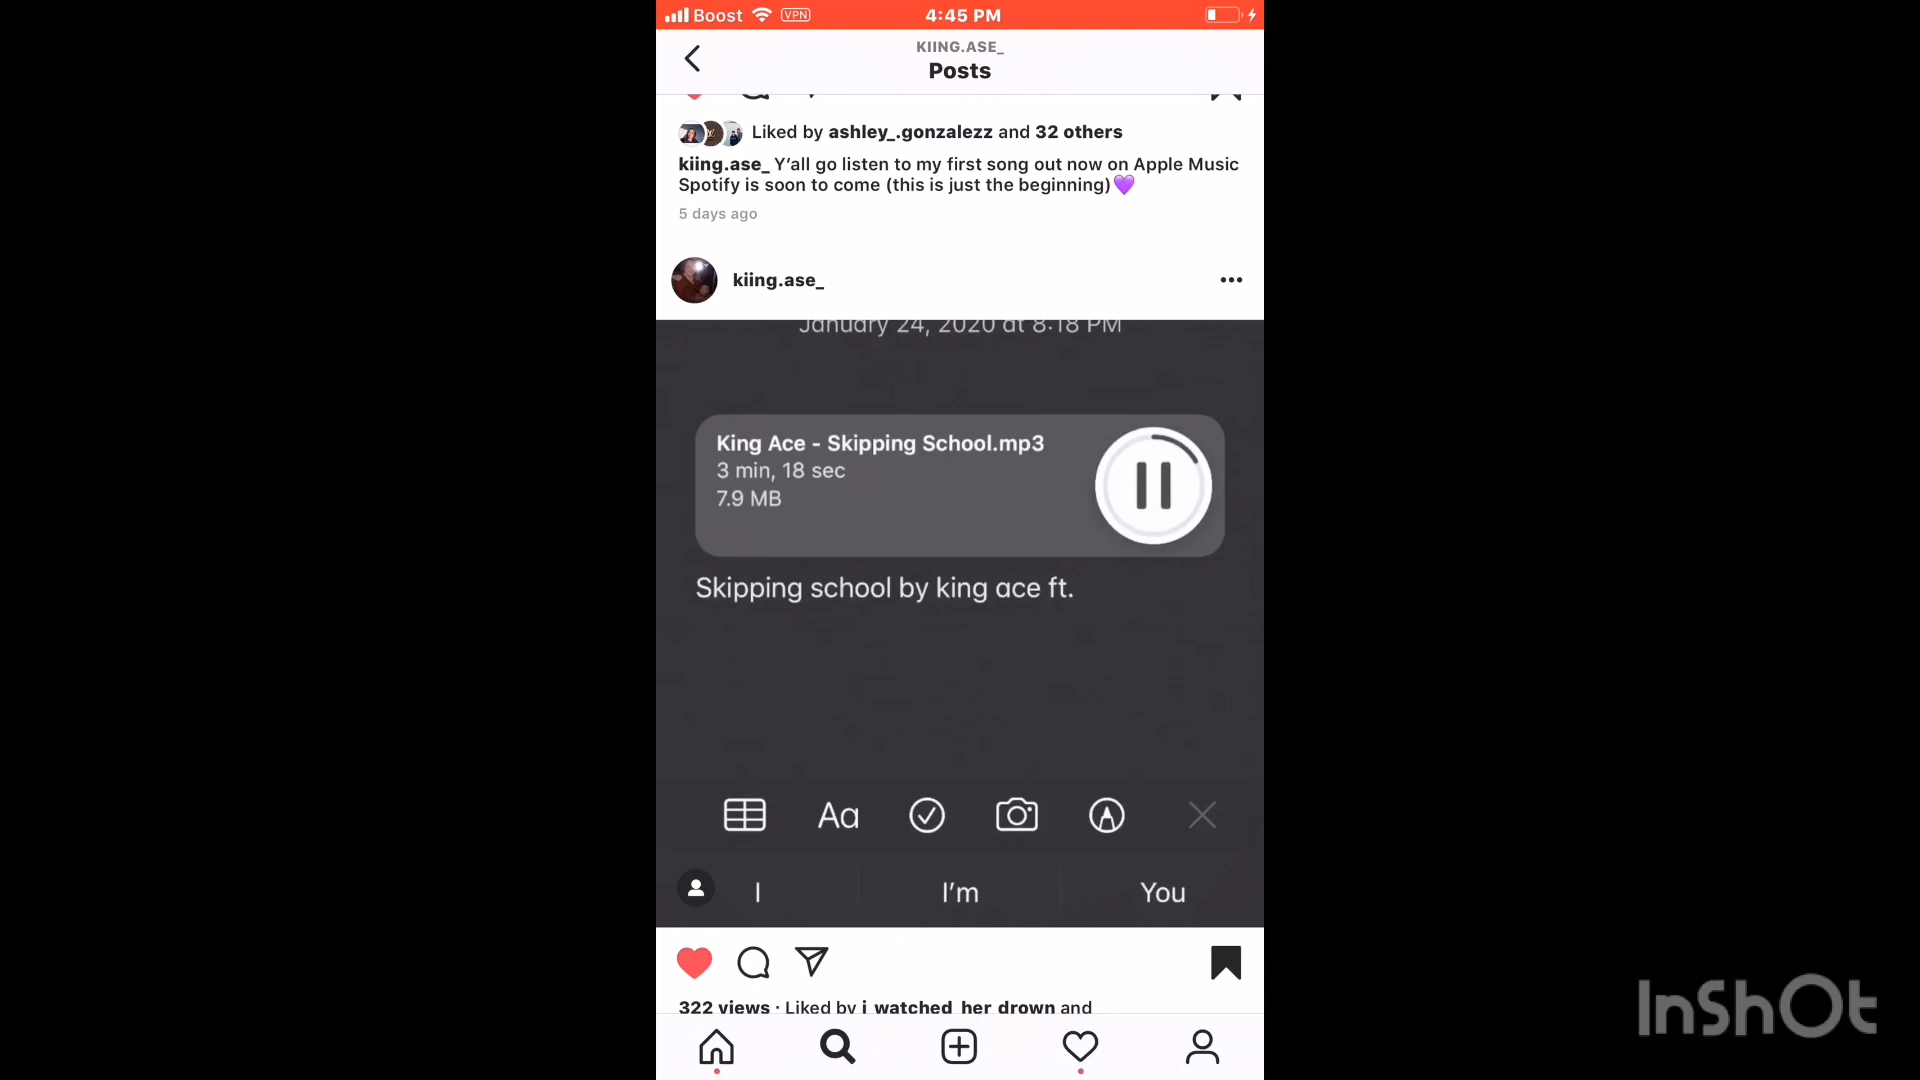 Boost VPN 4:45 PM
KIING.ASE_
Posts
Liked by ashley_.gonzalezz and 32 others
kiing.ase_ Y’all go listen to my first song out now on Apple Music
Spotify is soon to come (this is just the beginning)💜
5 days ago
kiing.ase_
January 24, 2020 at 8:18 PM
King Ace - Skipping School.mp3
3 min, 18 sec
7.9 MB
Skipping school by king ace ft.
Aa
I I’m You
322 views · Liked by i_watched_her_drown and
InShOt